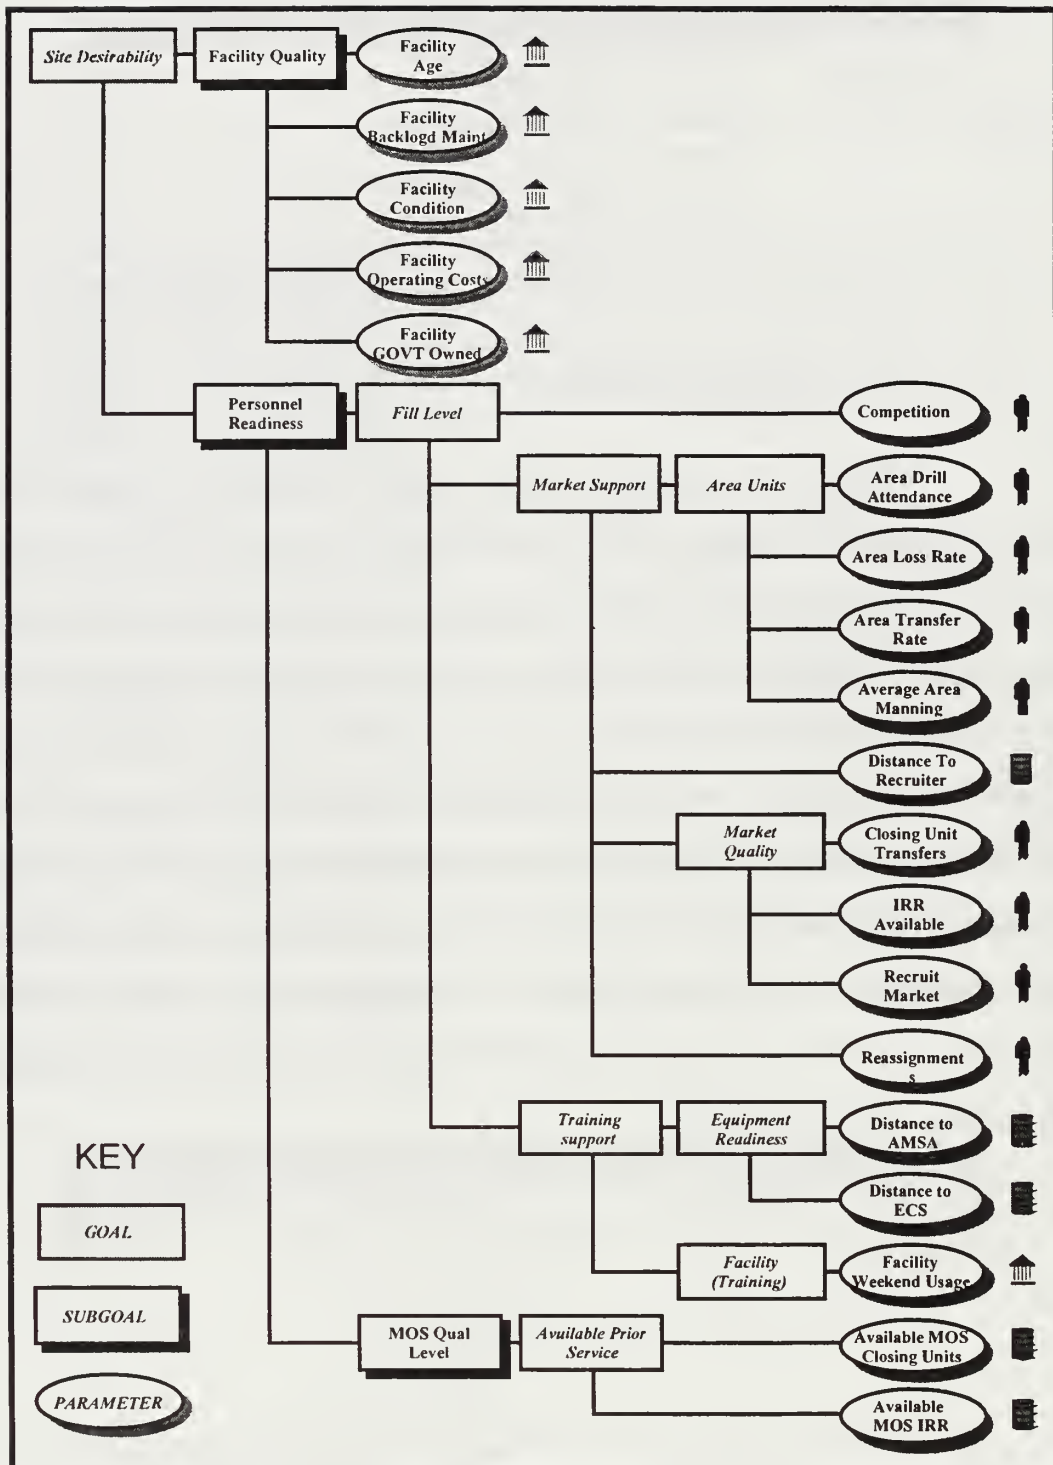 Site Desirability
Facility Quality
Facility
Age
Facility
Backlogd Maint
Facility
Condition
Facility
Operating Costs
Facility
GOVT Owned
Personnel
Readiness
Fill Level
Competition
Market Support
Area Units
Area Drill
Attendance
Area Loss Rate
Area Transfer
Rate
Average Area
Manning
Distance To
Recruiter
Market
Quality
Closing Unit
Transfers
IRR
Available
Recruit
Market
Reassignment
s
Training
support
Equipment
Readiness
Distance to
AMSA
Distance to
ECS
Facility
(Training)
Facility
Weekend Usage
MOS Qual
Level
Available Prior
Service
Available MOS
Closing Units
Available
MOS IRR
KEY
GOAL
SUBGOAL
PARAMETER